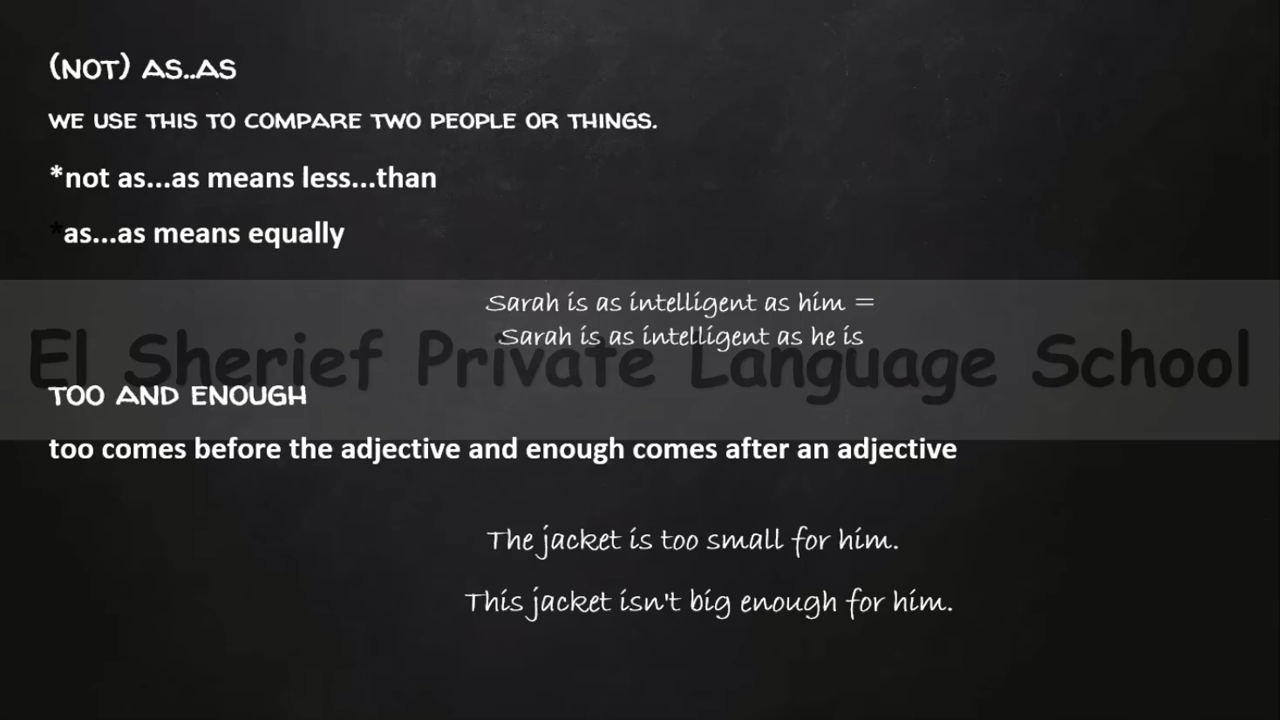 (NOT) AS..AS
WE USE THIS TO COMPARE TWO PEOPLE OR THINGS.
*not as...as means less...than
*as...as means equally
Sarah is as intelligent as him =
Sarah is as intelligent as he is
El Sherief Private Language School
TOO AND ENOUGH
too comes before the adjective and enough comes after an adjective
The jacket is too small for him.
This jacket isn't big enough for him.